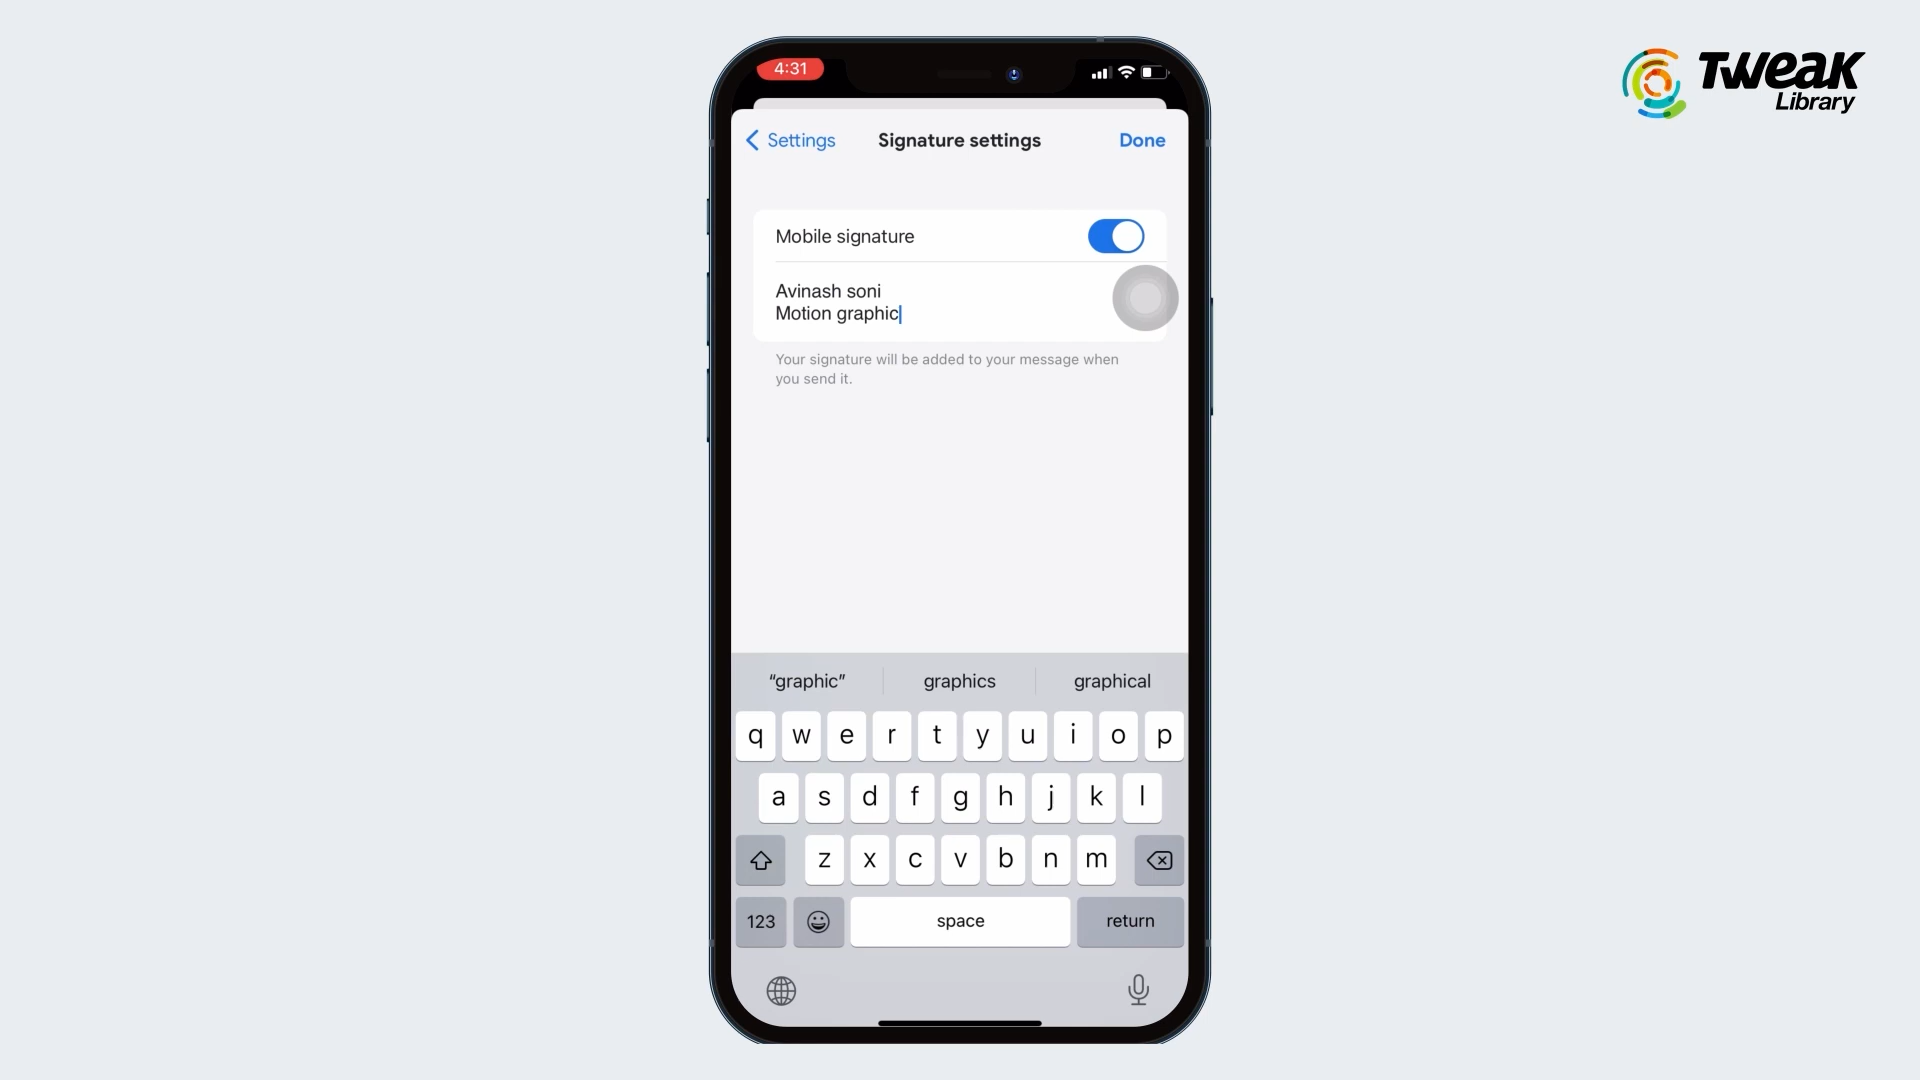 TWeaK
Library
4:31
Settings
Signature settings
Done
Mobile signature
Avinash soni
Motion graphic
Your signature will be added to your message when
you send it.
“graphic”
graphics
graphical
q w e r t y u i o p
a s d f g h j k l
z x c v b n m
123
space
return